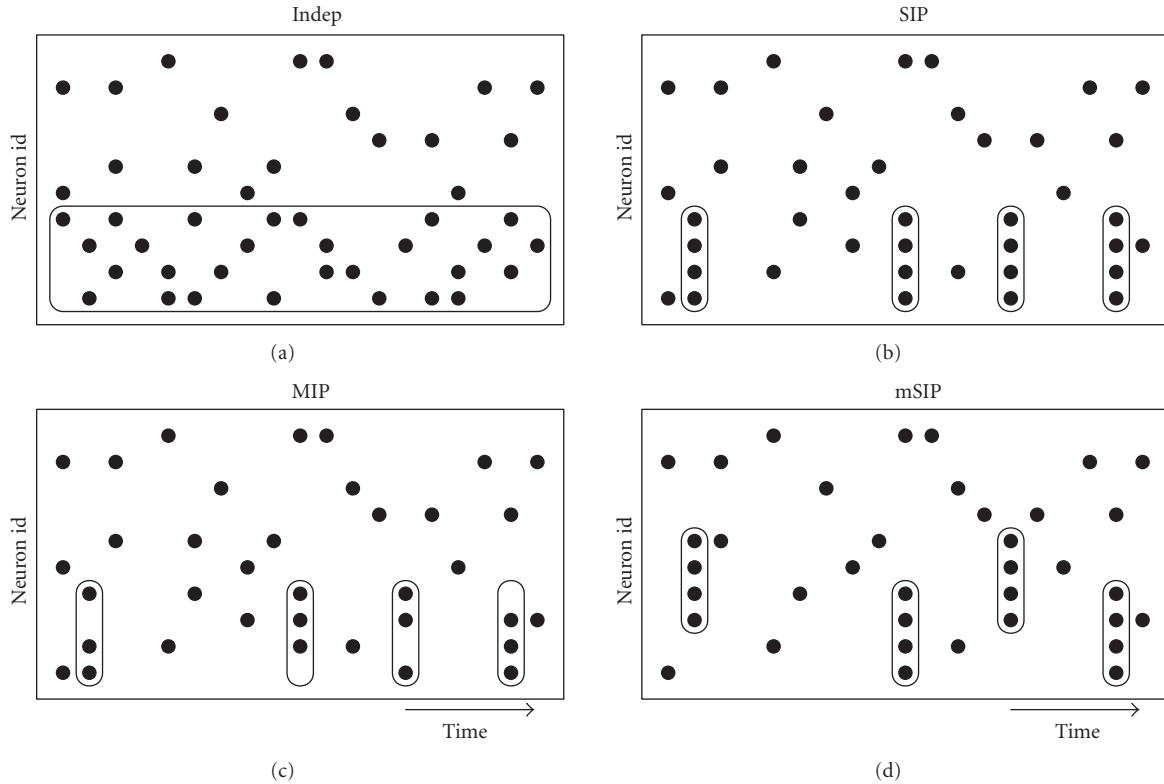 Indep
SIP
Neuron id
Neuron id
(a)
(b)
MIP
mSIP
Neuron id
Neuron id
Time
Time
(c)
(d)